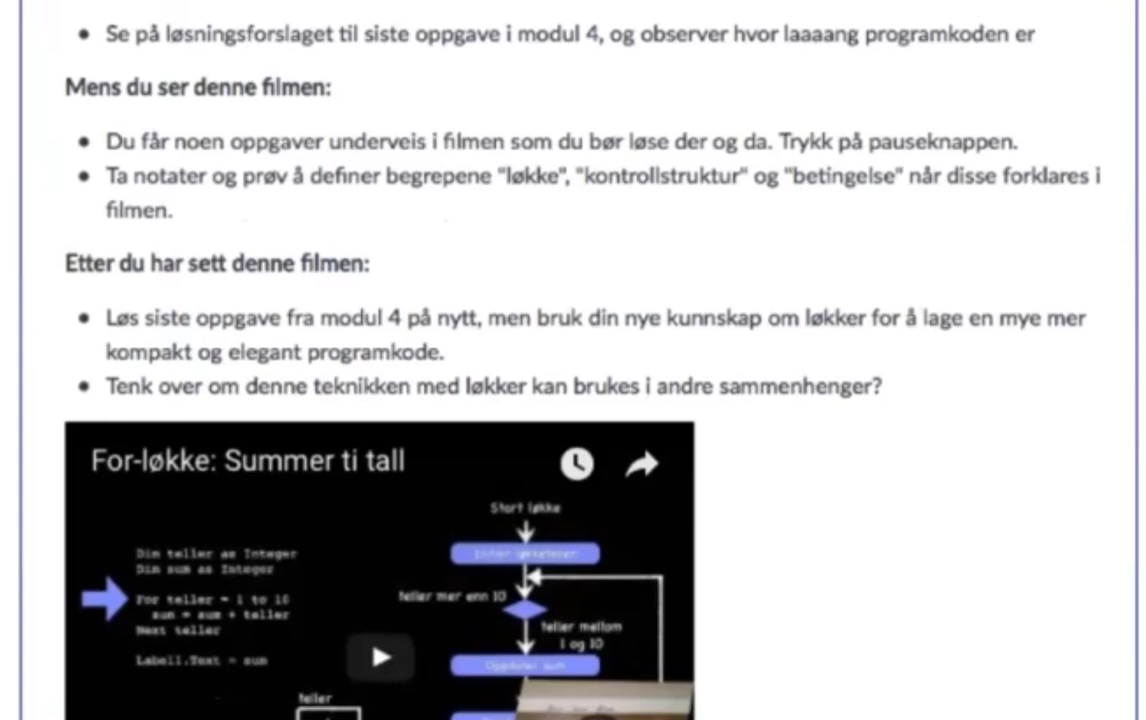 Se på løsningsforslaget til siste oppgave i modul 4, og observer hvor laaaang programkoden er
Mens du ser denne filmen:
Du får noen oppgaver underveis i filmen som du bør løse der og da. Trykk på pauseknappen.
Ta notater og prøv å definer begrepene "løkke", "kontrollstruktur" og "betingelse" når disse forklares i
filmen.
Etter du har sett denne filmen:
Løs siste oppgave fra modul 4 på nytt, men bruk din nye kunnskap om løkker for å lage en mye mer
kompakt og elegant programkode.
Tenk over om denne teknikken med løkker kan brukes i andre sammenhenger?
For-løkke: Summer ti tall
Dim teller as Integer
Dim sum as Integer
For teller = 1 to 10
sum = sum + teller
Next teller
Label1.Text = sum
Start løkke
teller mer enn 10
teller mellom
1 og 10
Oppdater sum
teller